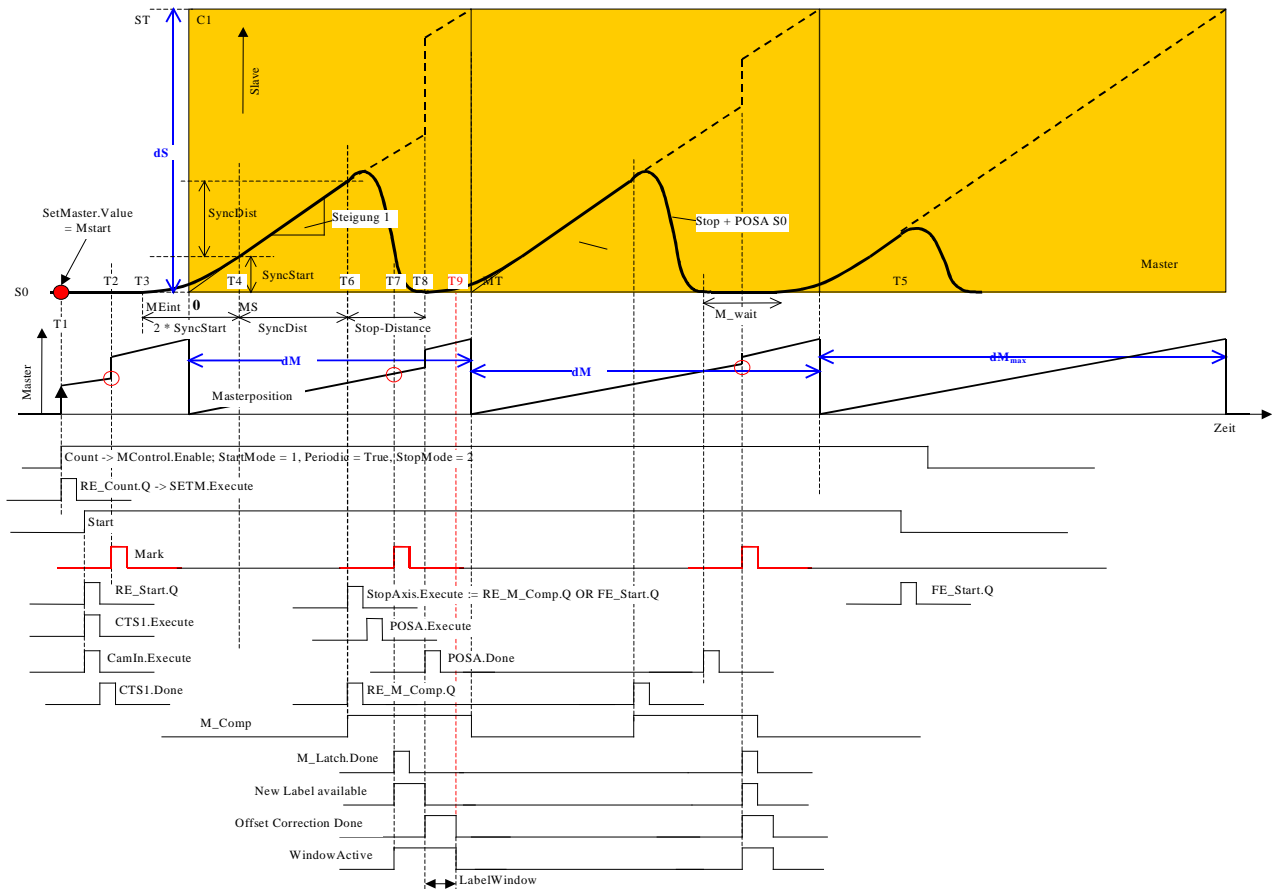 ST
C1
Slave
dS
SyncDist
Steigung 1
SetMaster.Value
= Mstart
Stop + POSA S0
SyncStart
Master
S0
T2
T3
T4
T6
T7
T8
T9
MT
T5
MEint
0
MS
M_wait
T1
2 * SyncStart
SyncDist
Stop-Distance
dM
dM
dMmax
Master
Masterposition
Zeit
Count -> MControl.Enable; StartMode = 1, Periodic = True, StopMode = 2
RE_Count.Q -> SETM.Execute
Start
Mark
RE_Start.Q
StopAxis.Execute := RE_M_Comp.Q OR FE_Start.Q
FE_Start.Q
CTS1.Execute
POSA.Execute
CamIn.Execute
POSA.Done
CTS1.Done
RE_M_Comp.Q
M_Comp
M_Latch.Done
New Label available
Offset Correction Done
WindowActive
LabelWindow